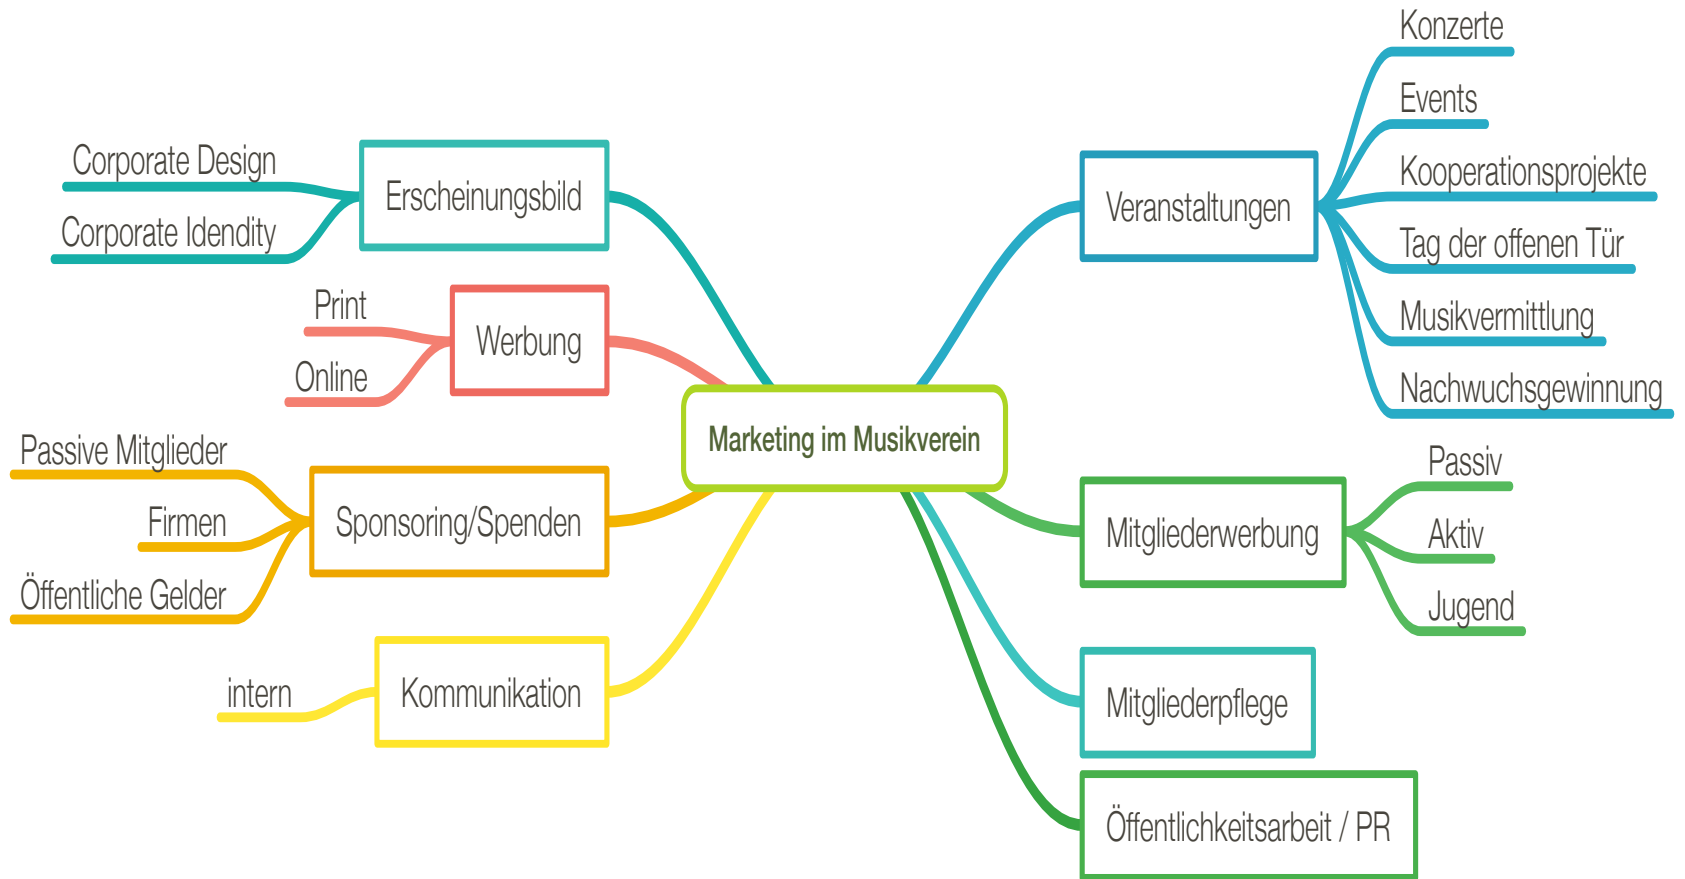 Konzerte
Events
Kooperationsprojekte
Tag der offenen Tür
Musikvermittlung
Nachwuchsgewinnung
Veranstaltungen
Corporate Design
Corporate Idendity
Erscheinungsbild
Print
Online
Werbung
Marketing im Musikverein
Passive Mitglieder
Firmen
Öffentliche Gelder
Sponsoring/Spenden
Passiv
Aktiv
Jugend
Mitgliederwerbung
intern
Kommunikation
Mitgliederpflege
Öffentlichkeitsarbeit / PR